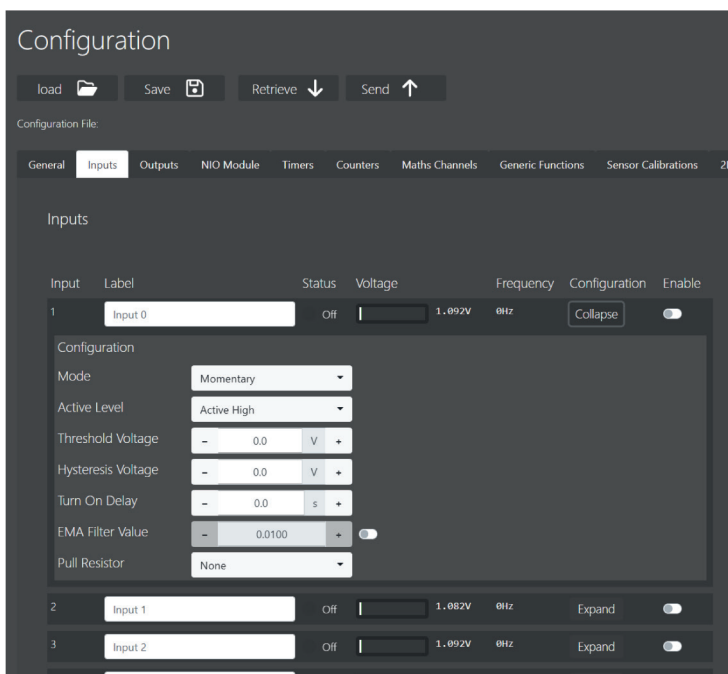 Configuration
load Save Retrieve Send
Configuration File:
General Inputs Outputs NIO Module Timers Counters Maths Channels Generic Functions Sensor Calibrations
Inputs
Input Label Status Voltage Frequency Configuration Enable
1 Input 0 Off 1.092V 0Hz Collapse
Configuration
Mode Momentary
Active Level Active High
Threshold Voltage - 0.0 V +
Hysteresis Voltage - 0.0 V +
Turn On Delay - 0.0 s +
EMA Filter Value - 0.0100 +
Pull Resistor None
2 Input 1 Off 1.082V 0Hz Expand
3 Input 2 Off 1.092V 0Hz Expand